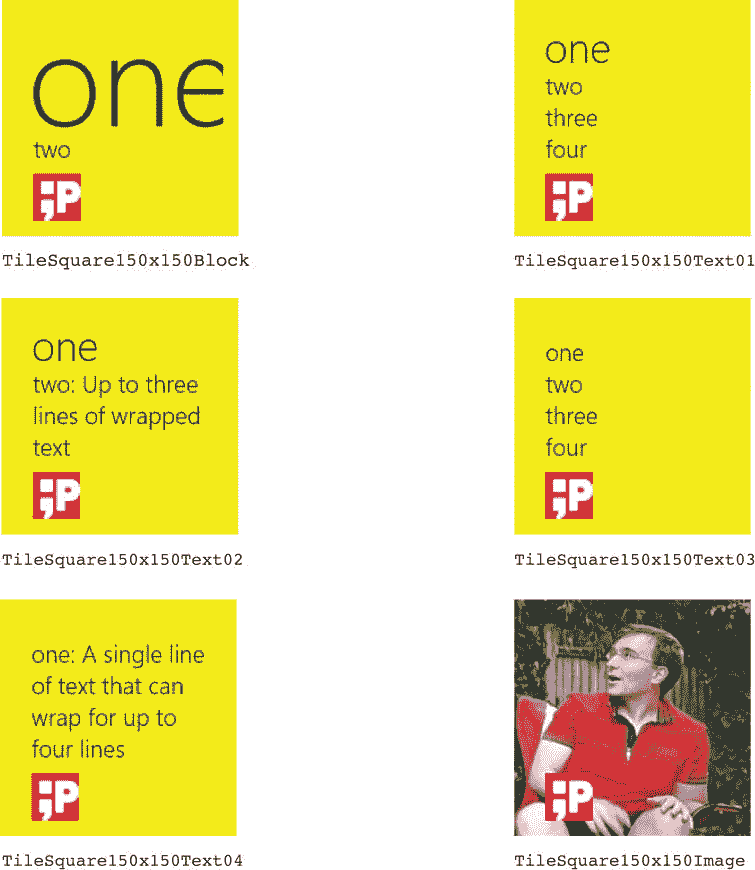 one
two
;P
TileSquare150x150Block
one
two
three
four
;P
TileSquare150x150Text01
one
two: Up to three
lines of wrapped
text
;P
TileSquare150x150Text02
one
two
three
four
;P
TileSquare150x150Text03
one: A single line
of text that can
wrap for up to
four lines
;P
TileSquare150x150Text04
;P
TileSquare150x150Image